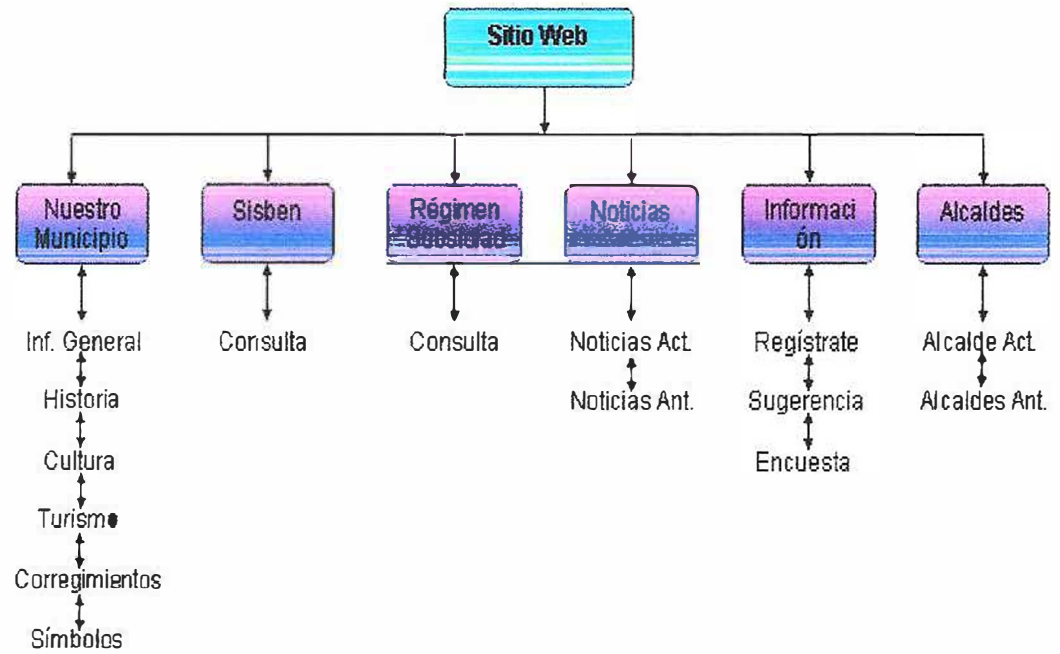 Sitio Web
Nuestro
Municipio
Sisben
Régimen
Subsidiad
Noticias
Informaci
ón
Alcaldes
Inf. General
Consulta
Consulta
Noticias Act.
Regístrate
Alcalde Act.
Historia
Noticias Ant.
Sugerencia
Alcaldes Ant.
Cultura
Encuesta
Turismo
Corregimientos
Símbolos